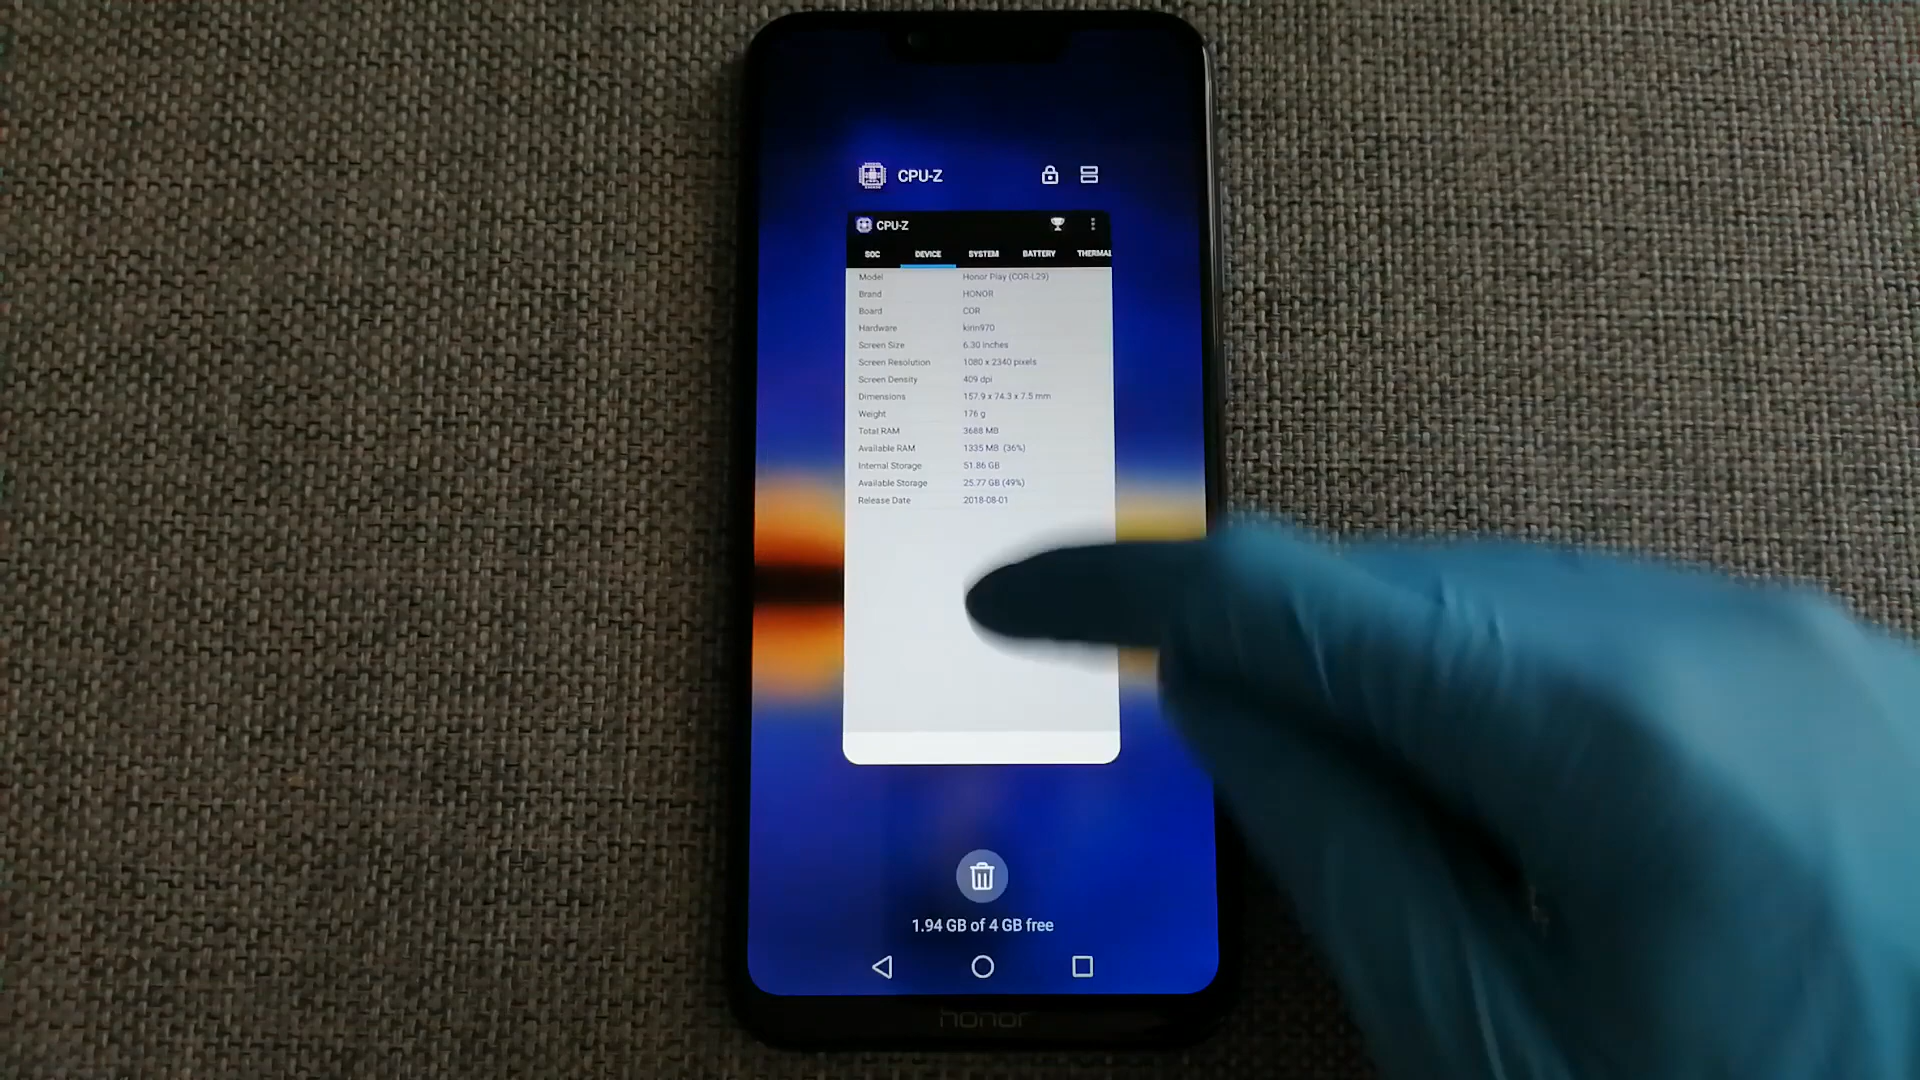 CPU-Z
CPU-Z
SOC DEVICE SYSTEM BATTERY THERMAL
Model Honor Play (COR-L29)
Brand HONOR
Board COR
Hardware kirin970
Screen Size 6.30 inches
Screen Resolution 1080 x 2340 pixels
Screen Density 409 dpi
Dimensions 157.9 x 74.3 x 7.5 mm
Weight 176 g
Total RAM 3688 MB
Available RAM 1335 MB (36%)
Internal Storage 51.86 GB
Available Storage 25.77 GB (49%)
Release Date 2018-08-01
1.94 GB of 4 GB free
honor